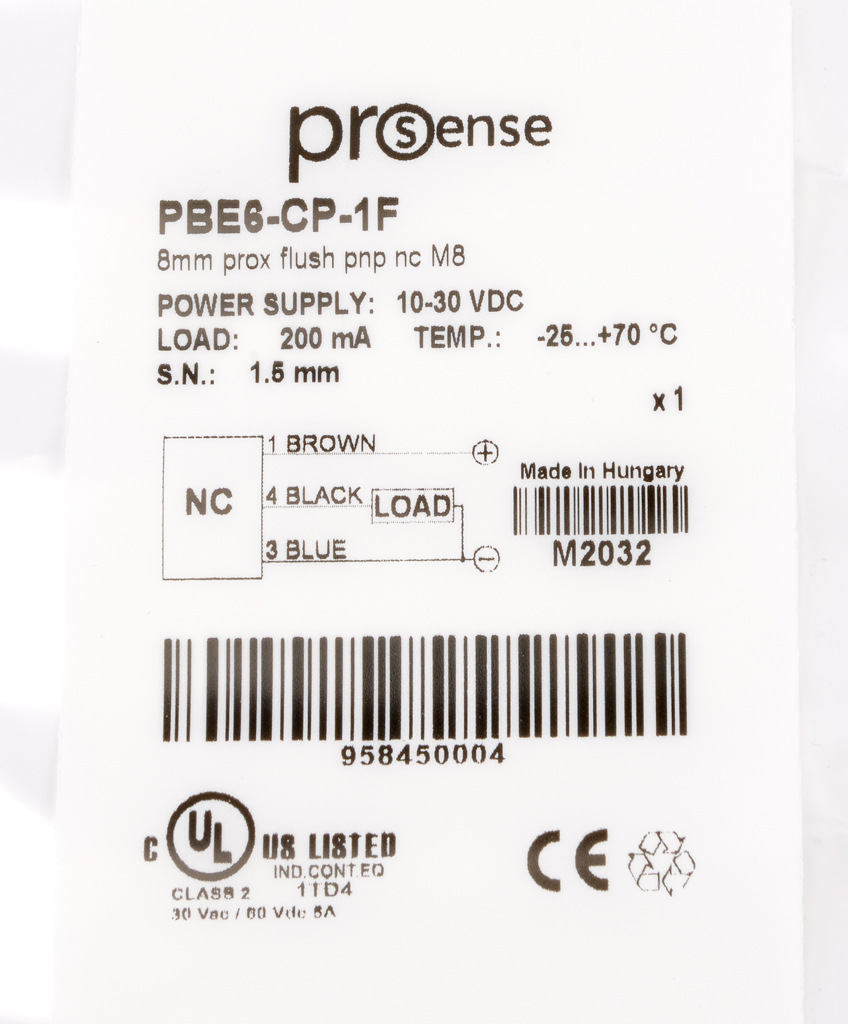 prosense
PBE6-CP-1F
8mm prox flush pnp nc M8
POWER SUPPLY: 10-30 VDC
LOAD: 200 mA TEMP.: -25...+70 °C
S.N.: 1.5 mm
x 1
1 BROWN +
NC 4 BLACK LOAD
3 BLUE -
Made In Hungary
M2032
958450004
C UL US LISTED
IND.CONT.EQ
1TD4
CLASS 2
30 Vac / 60 Vdc 5A
CE